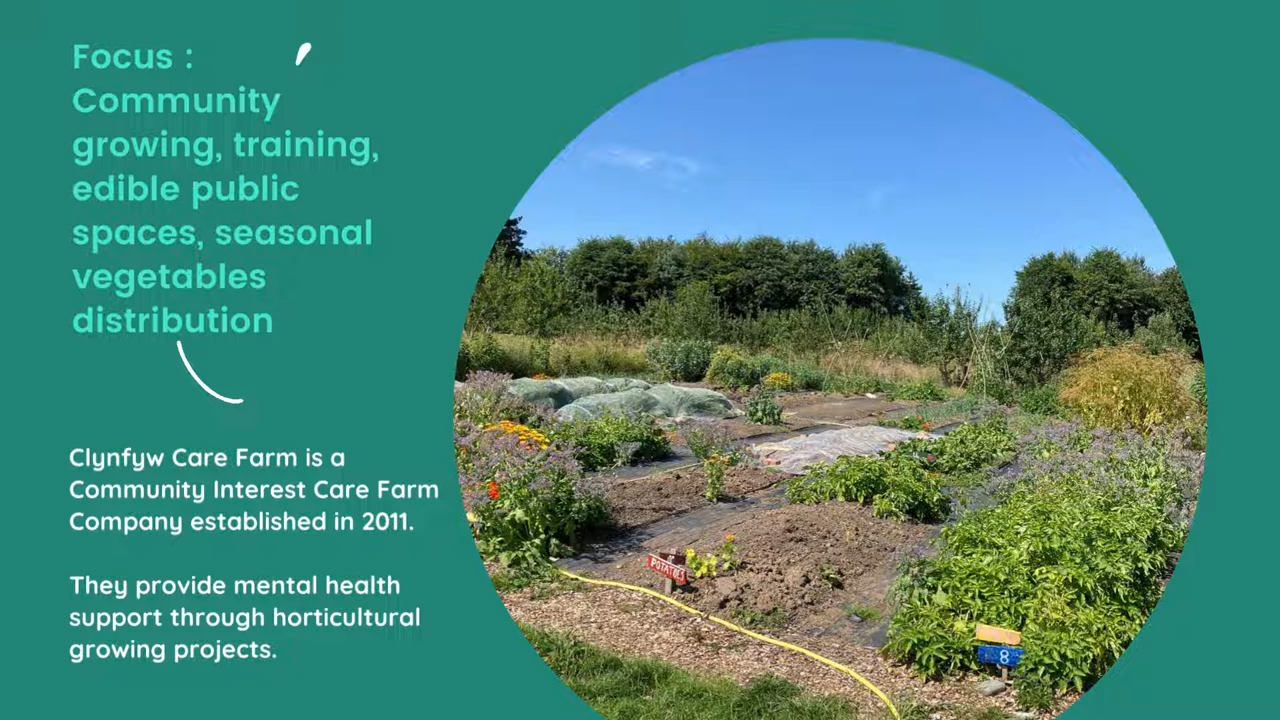 Focus :
Community
growing, training,
edible public
spaces, seasonal
vegetables
distribution
Clynfyw Care Farm is a
Community Interest Care Farm
Company established in 2011.
They provide mental health
support through horticultural
growing projects.
POTATOES
8